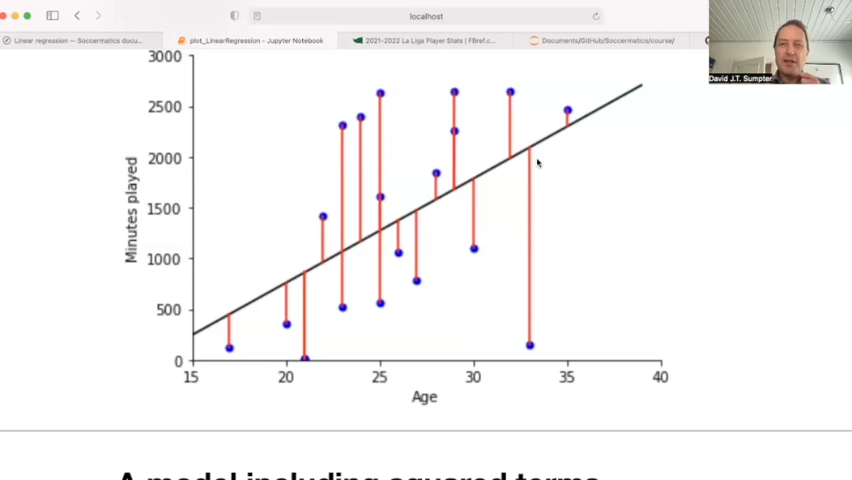 localhost
Linear regression — Soccermatics docu...
plot_LinearRegression - Jupyter Notebook
2021-2022 La Liga Player Stats | FBref.c...
Documents/GitHub/Soccermatics/course/
David J.T. Sumpter
3000
2500
2000
1500
1000
500
0
Minutes played
15 20 25 30 35 40
Age
A model including squared terms